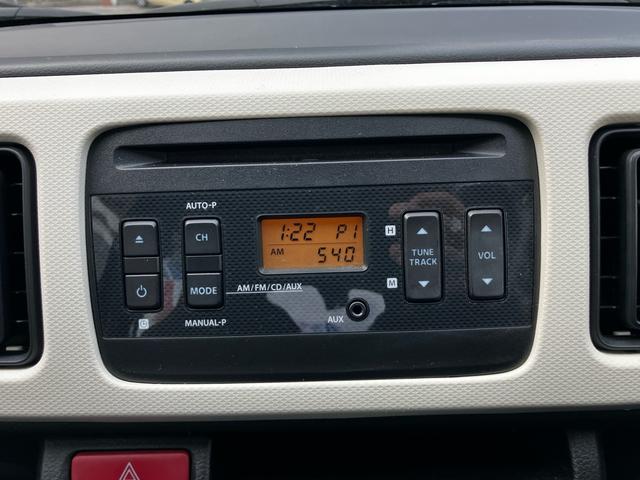 AUTO-P
CH
1:22 P1
AM 540
H
TUNE
TRACK
VOL
MODE
AM/FM/CD/AUX
M
MANUAL-P
AUX